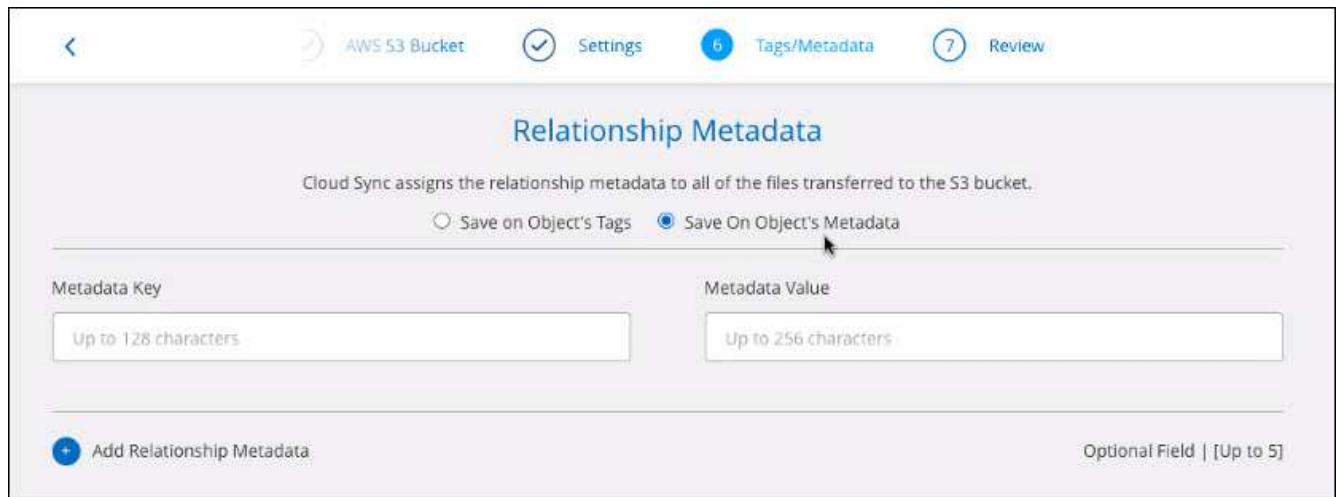 AWS S3 Bucket Settings 6 Tags/Metadata 7 Review
Relationship Metadata
Cloud Sync assigns the relationship metadata to all of the files transferred to the S3 bucket.
Save on Object's Tags Save On Object's Metadata
Metadata Key Metadata Value
Up to 128 characters Up to 256 characters
+ Add Relationship Metadata Optional Field | [Up to 5]